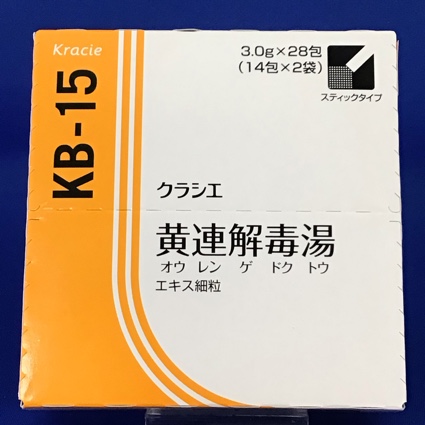 Kracie
KB-15
3.0g×28包
(14包×2袋)
スティックタイプ
クラシエ
黄連解毒湯
オウ レン ゲ ドク トウ
エキス細粒